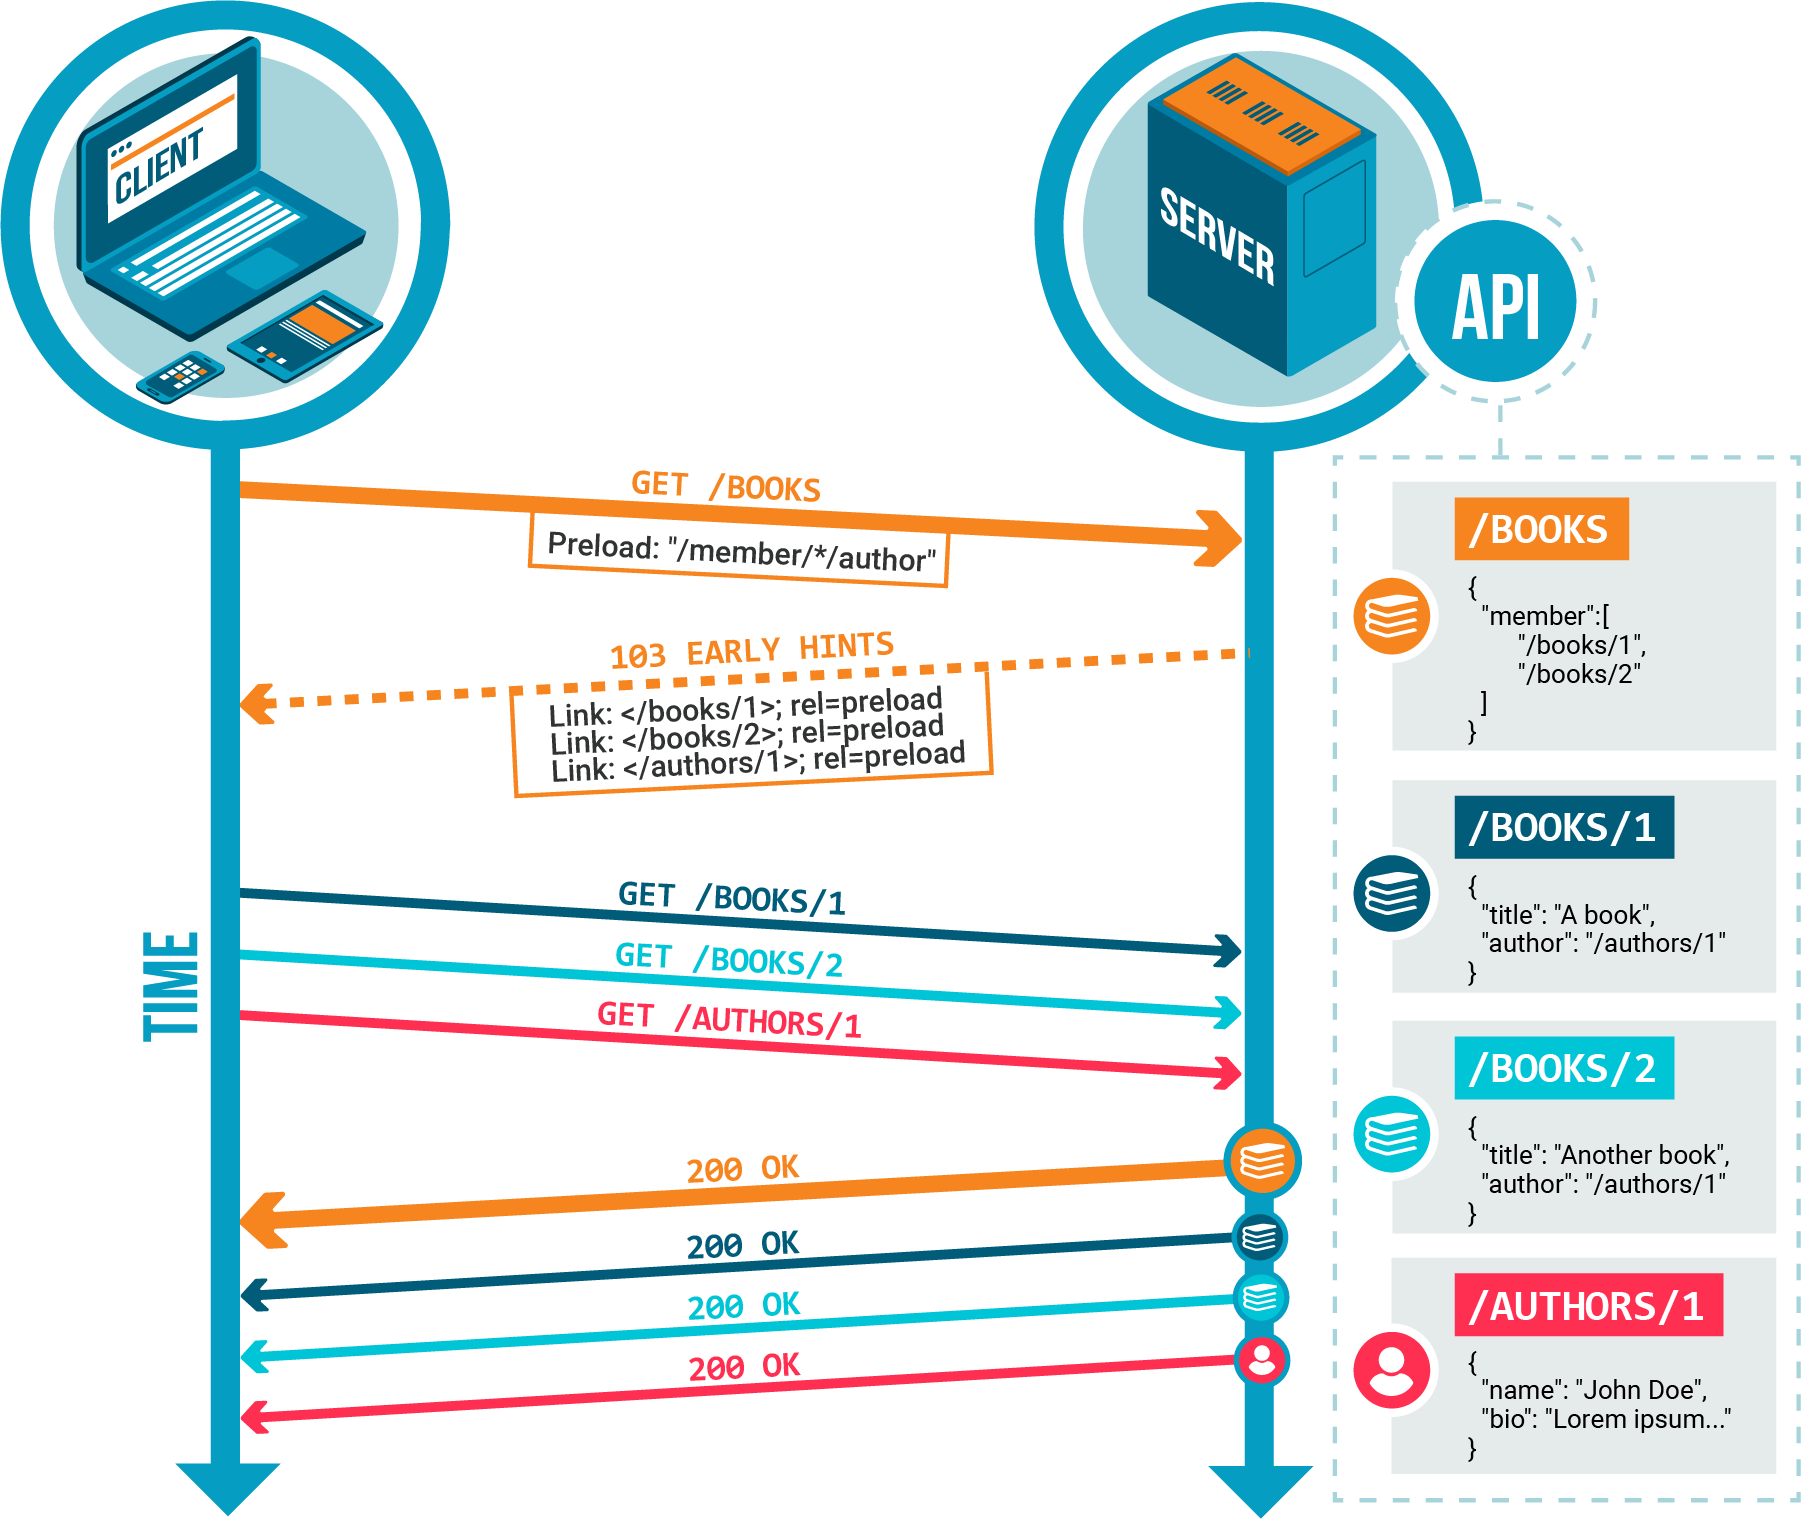 CLIENT
SERVER
API
GET /BOOKS
Preload: "/member/*/author"
103 EARLY HINTS
Link: </books/1>; rel=preload
Link: </books/2>; rel=preload
Link: </authors/1>; rel=preload
TIME
GET /BOOKS/1
GET /BOOKS/2
GET /AUTHORS/1
200 OK
200 OK
200 OK
200 OK
/BOOKS
{
"member":[
"/books/1",
"/books/2"
]
}
/BOOKS/1
{
"title": "A book",
"author": "/authors/1"
}
/BOOKS/2
{
"title": "Another book",
"author": "/authors/1"
}
/AUTHORS/1
{
"name": "John Doe",
"bio": "Lorem ipsum..."
}